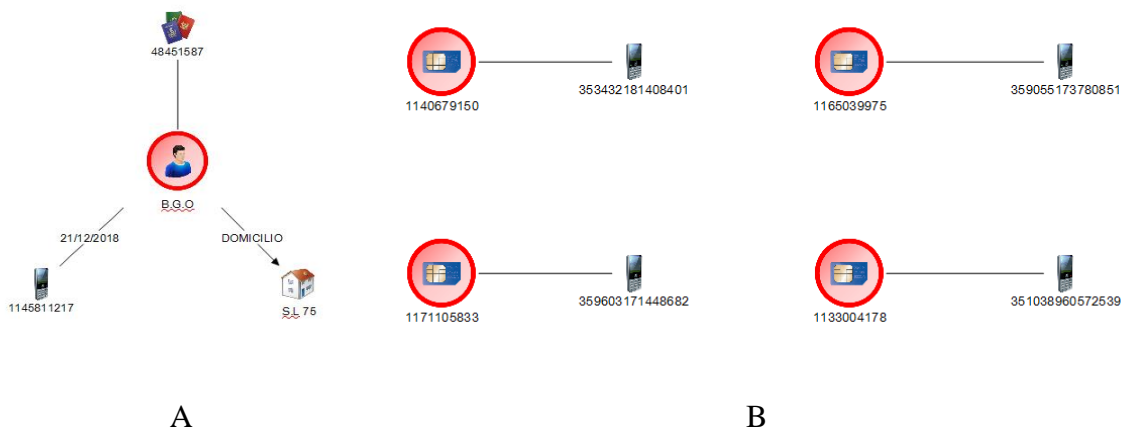 48451587
B.G.O
21/12/2018
DOMICILIO
1145811217
S.L 75
1140679150
353432181408401
1165039975
359055173780851
1171105833
359603171448682
1133004178
351038960572539
A
B